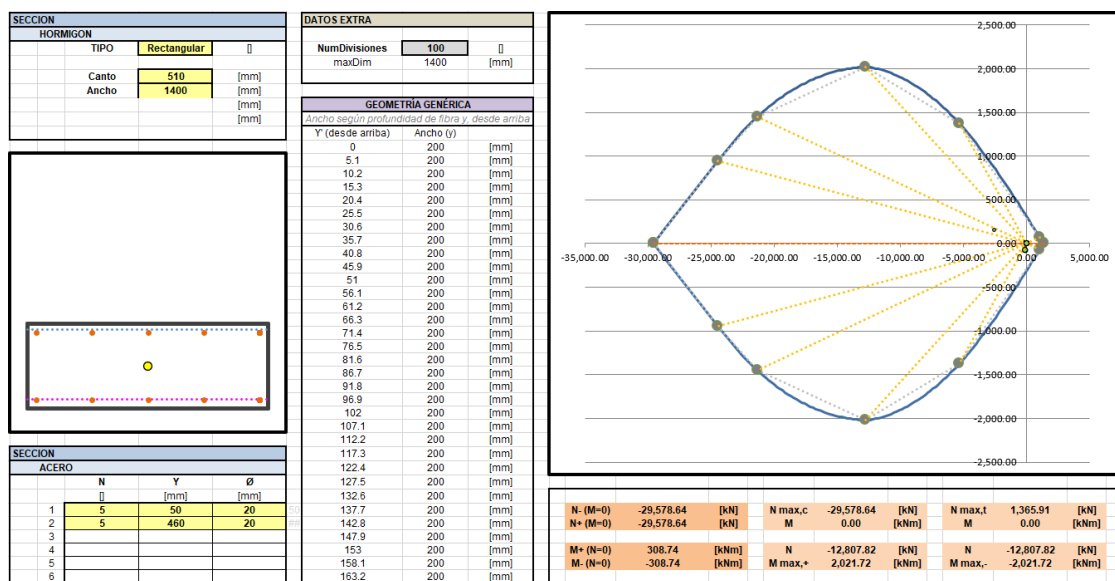 SECCION
HORMIGON
TIPO Rectangular []
Canto 510 [mm]
Ancho 1400 [mm]
[mm]
[mm]
SECCION
ACERO
N Y Ø
[] [mm] [mm]
1 5 50 20
2 5 460 20
3
4
5
6
DATOS EXTRA
NumDivisiones 100 []
maxDim 1400 [mm]
GEOMETRÍA GENÉRICA
Ancho según profundidad de fibra y, desde arriba
Y' (desde arriba) Ancho (y)
0 200 [mm]
5.1 200 [mm]
10.2 200 [mm]
15.3 200 [mm]
20.4 200 [mm]
25.5 200 [mm]
30.6 200 [mm]
35.7 200 [mm]
40.8 200 [mm]
45.9 200 [mm]
51 200 [mm]
56.1 200 [mm]
61.2 200 [mm]
66.3 200 [mm]
71.4 200 [mm]
76.5 200 [mm]
81.6 200 [mm]
86.7 200 [mm]
91.8 200 [mm]
96.9 200 [mm]
102 200 [mm]
107.1 200 [mm]
112.2 200 [mm]
117.3 200 [mm]
122.4 200 [mm]
127.5 200 [mm]
132.6 200 [mm]
137.7 200 [mm]
142.8 200 [mm]
147.9 200 [mm]
153 200 [mm]
158.1 200 [mm]
163.2 200 [mm]
2,500.00
2,000.00
1,500.00
1,000.00
500.00
0.00
-35,000.00 -30,000.00 -25,000.00 -20,000.00 -15,000.00 -10,000.00 -5,000.00 0.00 5,000.00
-500.00
-1,000.00
-1,500.00
-2,000.00
-2,500.00
N- (M=0) -29,578.64 [kN] N max,c -29,578.64 [kN] N max,t 1,365.91 [kN]
N+ (M=0) -29,578.64 [kN] M 0.00 [kNm] M 0.00 [kNm]
M+ (N=0) 308.74 [kNm] N -12,807.82 [kN] N -12,807.82 [kN]
M- (N=0) -308.74 [kNm] M max,+ 2,021.72 [kNm] M max,- -2,021.72 [kNm]